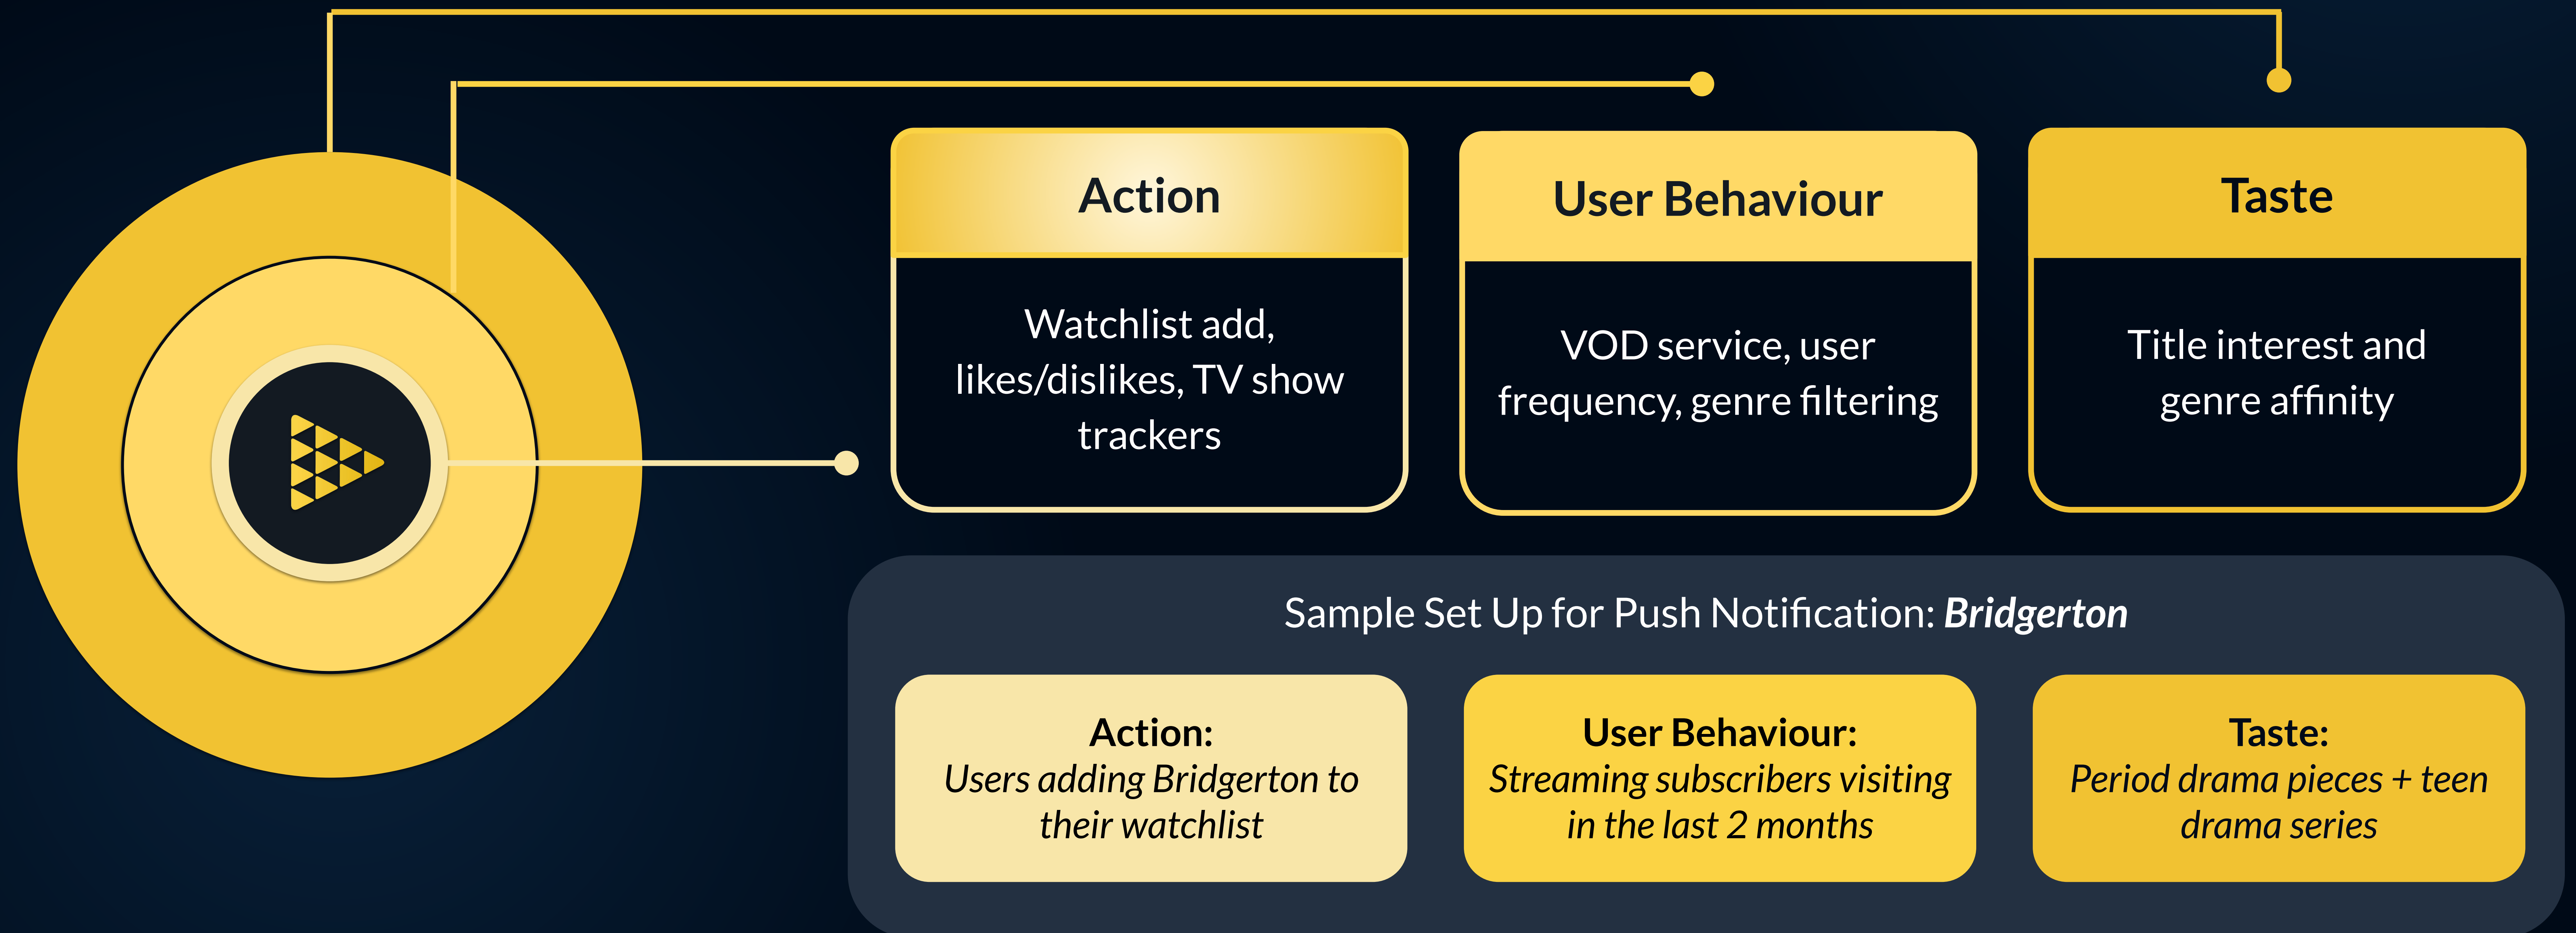 Action
Watchlist add,
likes/dislikes, TV show
trackers
User Behaviour
VOD service, user
frequency, genre filtering
Taste
Title interest and
genre affinity
Sample Set Up for Push Notification: Bridgerton
Action:
Users adding Bridgerton to
their watchlist
User Behaviour:
Streaming subscribers visiting
in the last 2 months
Taste:
Period drama pieces + teen
drama series